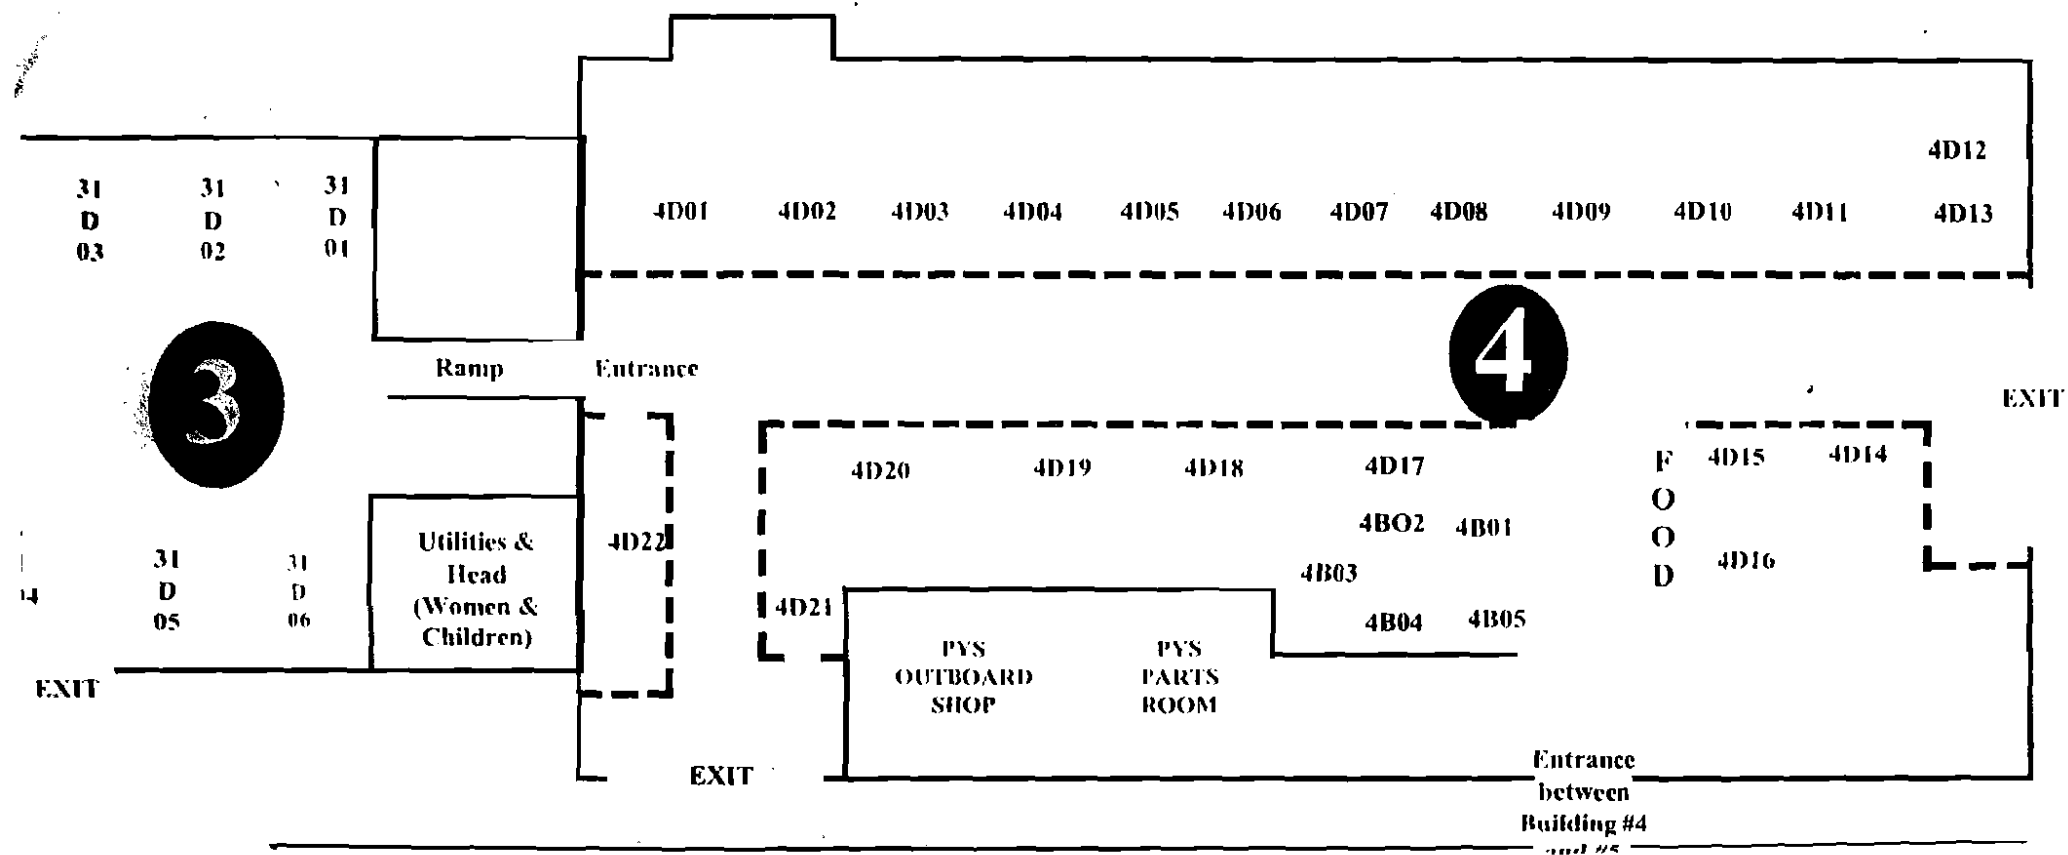 4D12
31
D
03
31
D
02
31
D
01
4D01 4D02 4D03 4D04 4D05 4D06 4D07 4D08 4D09 4D10 4D11 4D13
3
Ramp
Entrance
4
EXIT
4D20 4D19 4D18 4D17
F
O
O
D
4D15 4D14
4BO2 4B01
4D16
4B03
4B04 4B05
4D22
4D21
31
D
05
31
D
06
Utilities &
Head
(Women &
Children)
PYS
OUTBOARD
SHOP
PYS
PARTS
ROOM
EXIT
EXIT
Entrance
between
Building #4
and #5